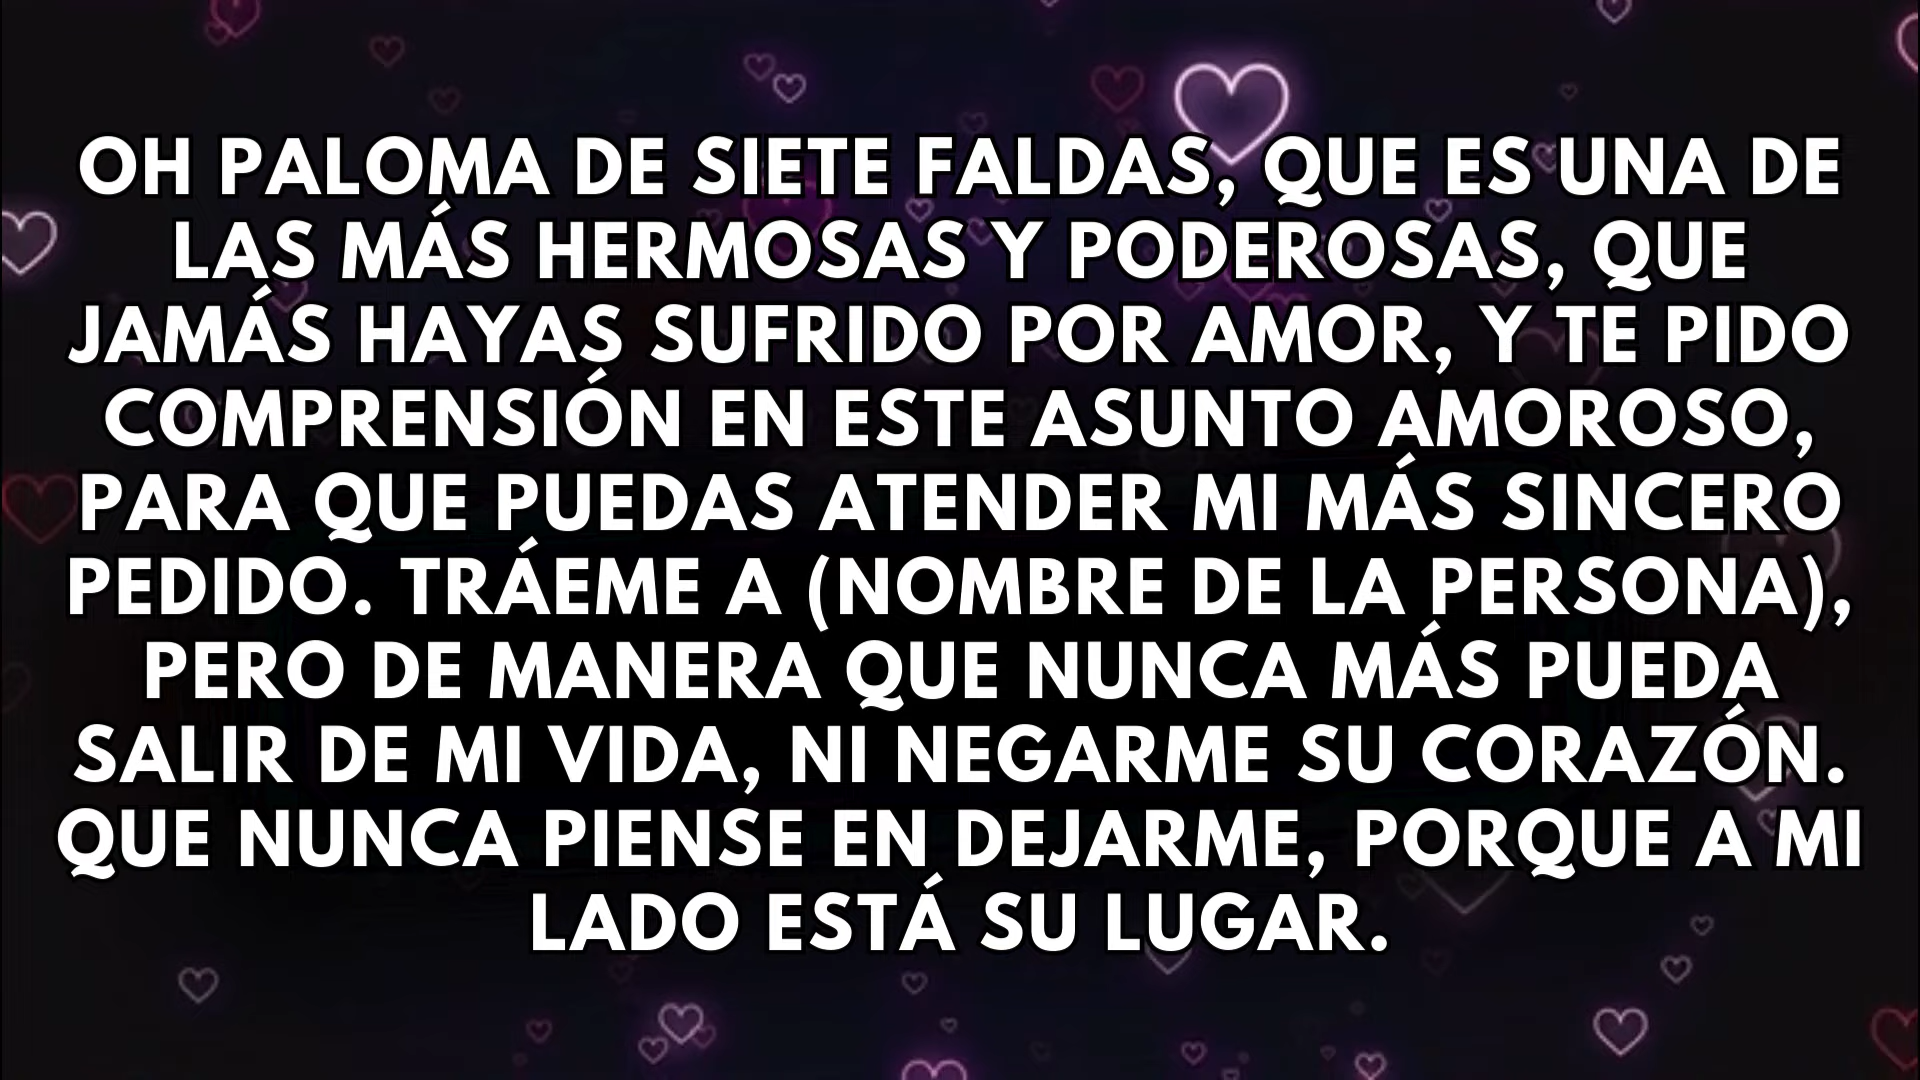 OH PALOMA DE SIETE FALDAS, QUE ES UNA DE
LAS MÁS HERMOSAS Y PODEROSAS, QUE
JAMÁS HAYAS SUFRIDO POR AMOR, Y TE PIDO
COMPRENSIÓN EN ESTE ASUNTO AMOROSO,
PARA QUE PUEDAS ATENDER MI MÁS SINCERO
PEDIDO. TRÁEME A (NOMBRE DE LA PERSONA),
PERO DE MANERA QUE NUNCA MÁS PUEDA
SALIR DE MI VIDA, NI NEGARME SU CORAZÓN.
QUE NUNCA PIENSE EN DEJARME, PORQUE A MI
LADO ESTÁ SU LUGAR.